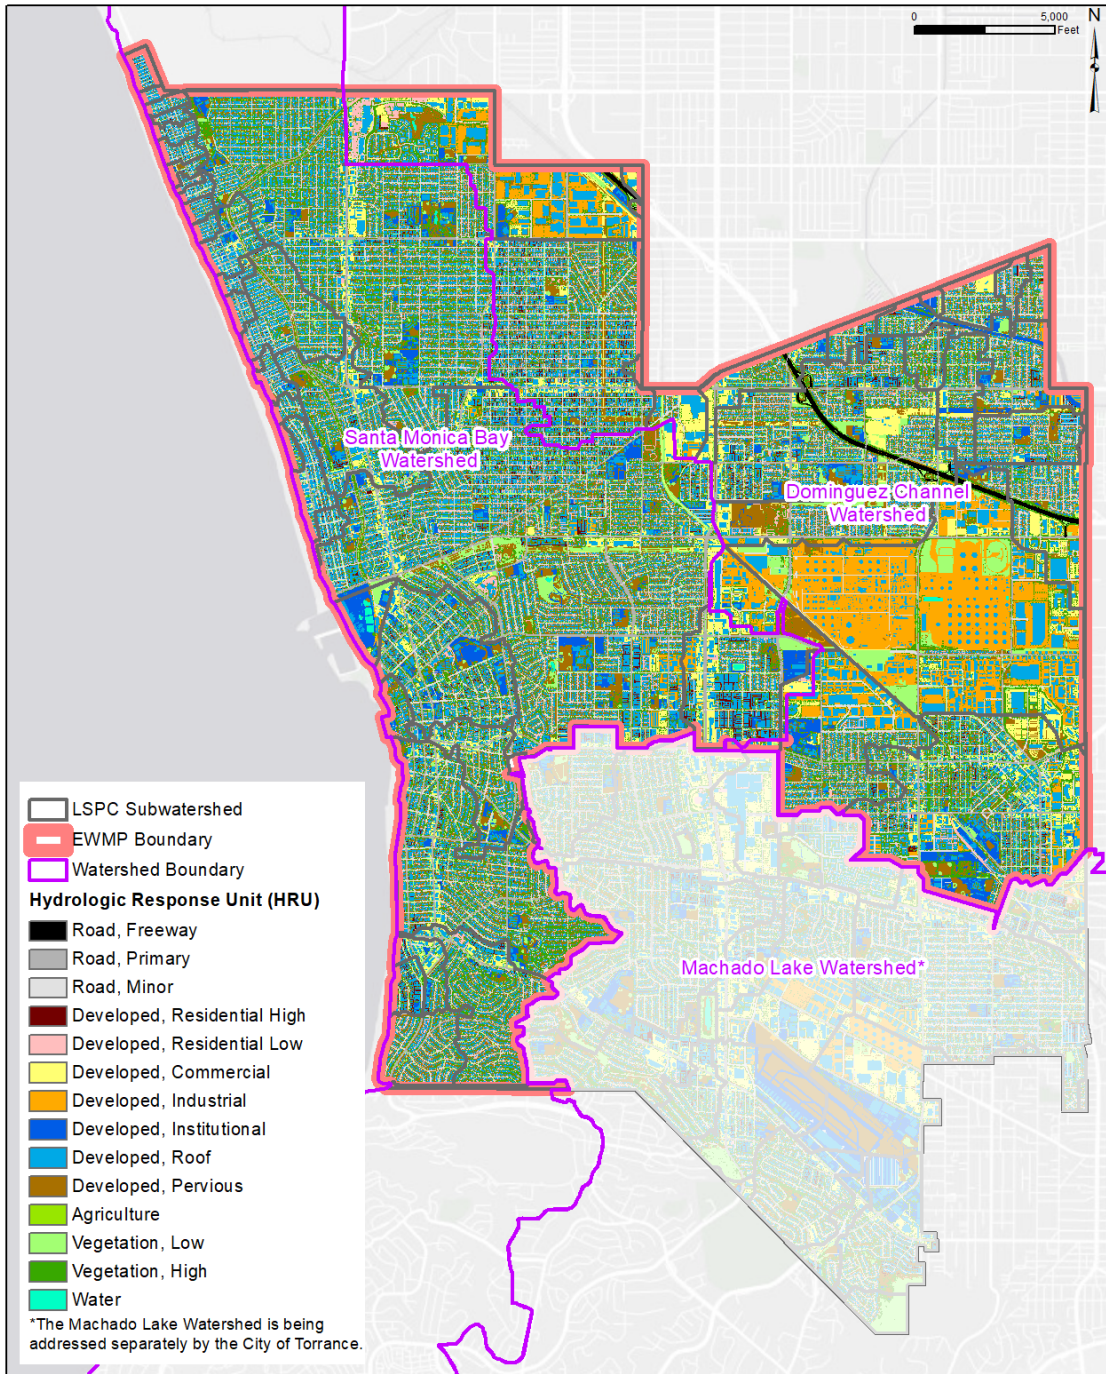 0 5,000
Feet
N
Santa Monica Bay
Watershed
Dominguez Channel
Watershed
Machado Lake Watershed*
LSPC Subwatershed
EWMP Boundary
Watershed Boundary
Hydrologic Response Unit (HRU)
Road, Freeway
Road, Primary
Road, Minor
Developed, Residential High
Developed, Residential Low
Developed, Commercial
Developed, Industrial
Developed, Institutional
Developed, Roof
Developed, Pervious
Agriculture
Vegetation, Low
Vegetation, High
Water
*The Machado Lake Watershed is being
addressed separately by the City of Torrance.